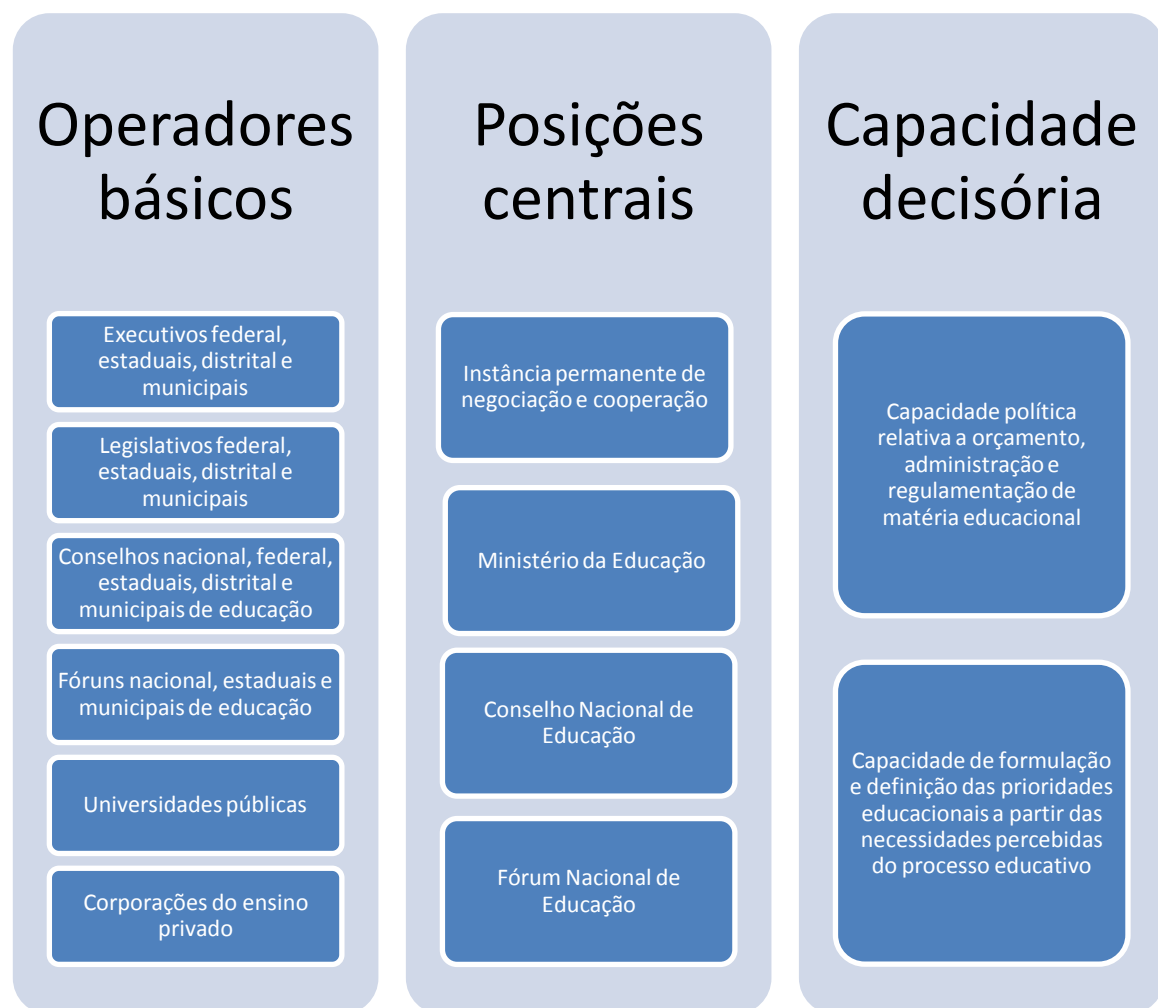 Operadores
básicos
Executivos federal,
estaduais, distrital e
municipais
Legislativos federal,
estaduais, distrital e
municipais
Conselhos nacional, federal,
estaduais, distrital e
municipais de educação
Fóruns nacional, estaduais e
municipais de educação
Universidades públicas
Corporações do ensino
privado
Posições
centrais
Instância permanente de
negociação e cooperação
Ministério da Educação
Conselho Nacional de
Educação
Fórum Nacional de
Educação
Capacidade
decisória
Capacidade política
relativa a orçamento,
administração e
regulamentação de
matéria educacional
Capacidade de formulação
e definição das prioridades
educacionais a partir das
necessidades percebidas
do processo educativo